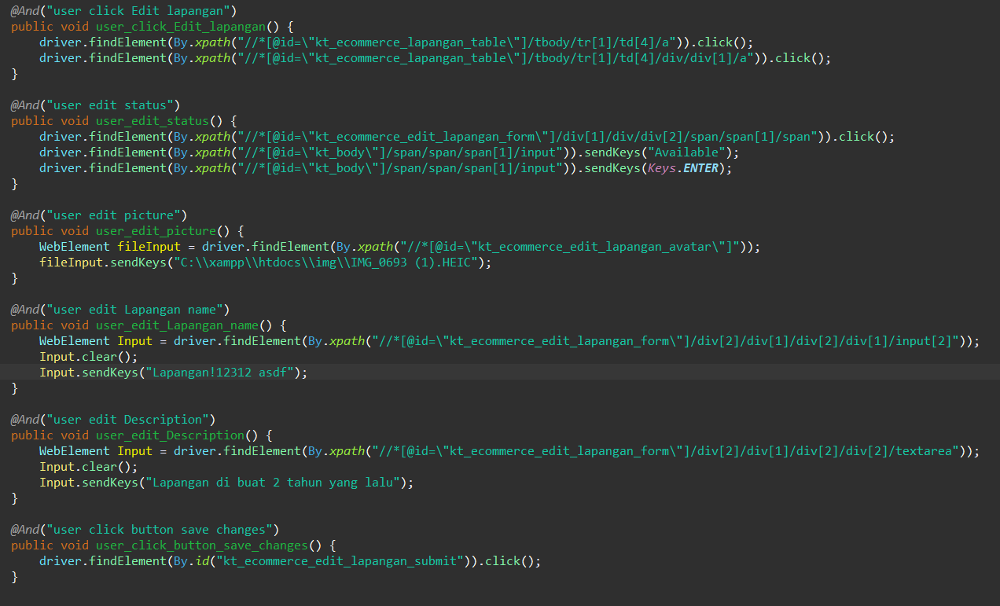 @And("user click Edit lapangan")
public void user_click_Edit_lapangan() {
driver.findElement(By.xpath("//*[@id=\"kt_ecommerce_lapangan_table\"]/tbody/tr[1]/td[4]/a")).click();
driver.findElement(By.xpath("//*[@id=\"kt_ecommerce_lapangan_table\"]/tbody/tr[1]/td[4]/div/div[1]/a")).click();
}
@And("user edit status")
public void user_edit_status() {
driver.findElement(By.xpath("//*[@id=\"kt_ecommerce_edit_lapangan_form\"]/div[1]/div/div[2]/span/span[1]/span")).click();
driver.findElement(By.xpath("//*[@id=\"kt_body\"]/span/span/span[1]/input")).sendKeys("Available");
driver.findElement(By.xpath("//*[@id=\"kt_body\"]/span/span/span[1]/input")).sendKeys(Keys.ENTER);
}
@And("user edit picture")
public void user_edit_picture() {
WebElement fileInput = driver.findElement(By.xpath("//*[@id=\"kt_ecommerce_edit_lapangan_avatar\"]"));
fileInput.sendKeys("C:\\xampp\\htdocs\\img\\IMG_0693 (1).HEIC");
}
@And("user edit Lapangan name")
public void user_edit_Lapangan_name() {
WebElement Input = driver.findElement(By.xpath("//*[@id=\"kt_ecommerce_edit_lapangan_form\"]/div[2]/div[1]/div[2]/div[1]/input[2]"));
Input.clear();
Input.sendKeys("Lapangan!12312 asdf");
}
@And("user edit Description")
public void user_edit_Description() {
WebElement Input = driver.findElement(By.xpath("//*[@id=\"kt_ecommerce_edit_lapangan_form\"]/div[2]/div[1]/div[2]/div[2]/textarea"));
Input.clear();
Input.sendKeys("Lapangan di buat 2 tahun yang lalu");
}
@And("user click button save changes")
public void user_click_button_save_changes() {
driver.findElement(By.id("kt_ecommerce_edit_lapangan_submit")).click();
}